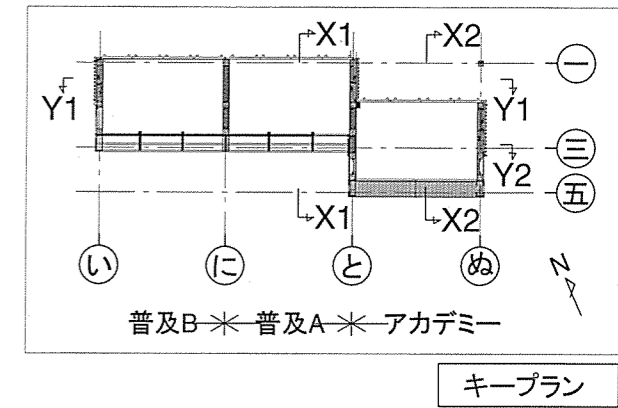 X1 X2 一
Y1 Y1
三
Y2
五
X1 X2
い に と ぬ
N
普及B 普及A アカデミー
キープラン